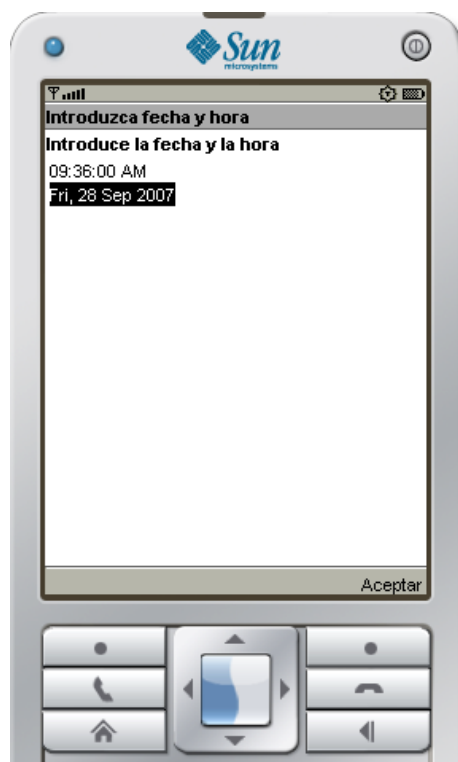 Sun
microsystems
Introduzca fecha y hora
Introduce la fecha y la hora
09:36:00 AM
Fri, 28 Sep 2007
Aceptar